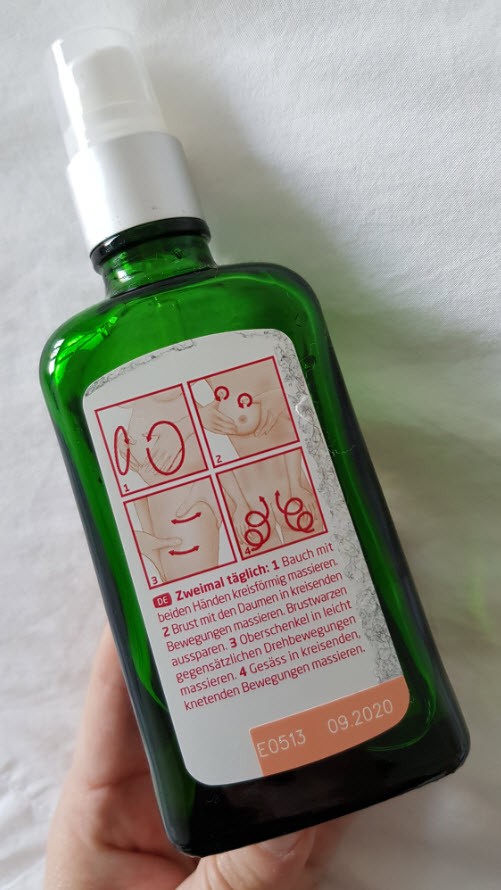 1
2
3
4
DE Zweimal täglich: 1 Bauch mit
beiden Händen kreisförmig massieren.
2 Brust mit den Daumen in kreisenden
Bewegungen massieren. Brustwarzen
aussparen. 3 Oberschenkel in leicht
gegensätzlichen Drehbewegungen
massieren. 4 Gesäss in kreisenden,
knetenden Bewegungen massieren.
E0513 09.2020